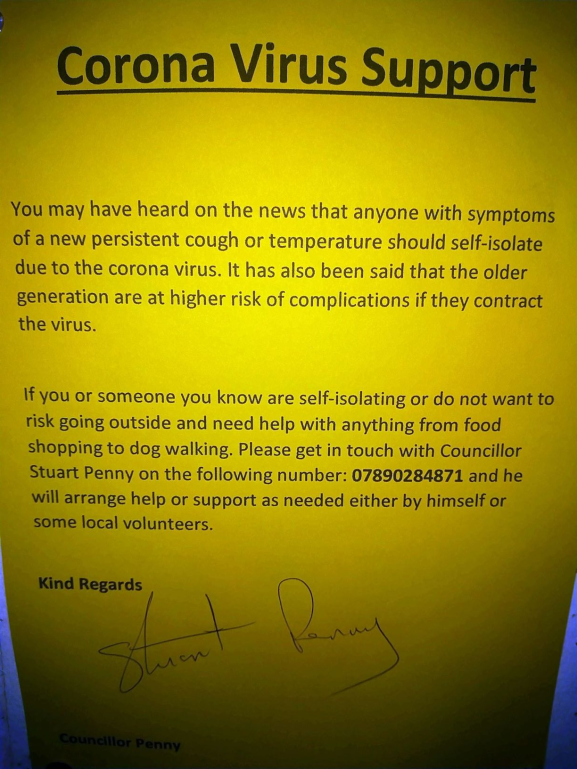 Corona Virus Support
You may have heard on the news that anyone with symptoms
of a new persistent cough or temperature should self-isolate
due to the corona virus. It has also been said that the older
generation are at higher risk of complications if they contract
the virus.
If you or someone you know are self-isolating or do not want to
risk going outside and need help with anything from food
shopping to dog walking. Please get in touch with Councillor
Stuart Penny on the following number: 07890284871 and he
will arrange help or support as needed either by himself or
some local volunteers.
Kind Regards
Stuart Penny
Councillor Penny